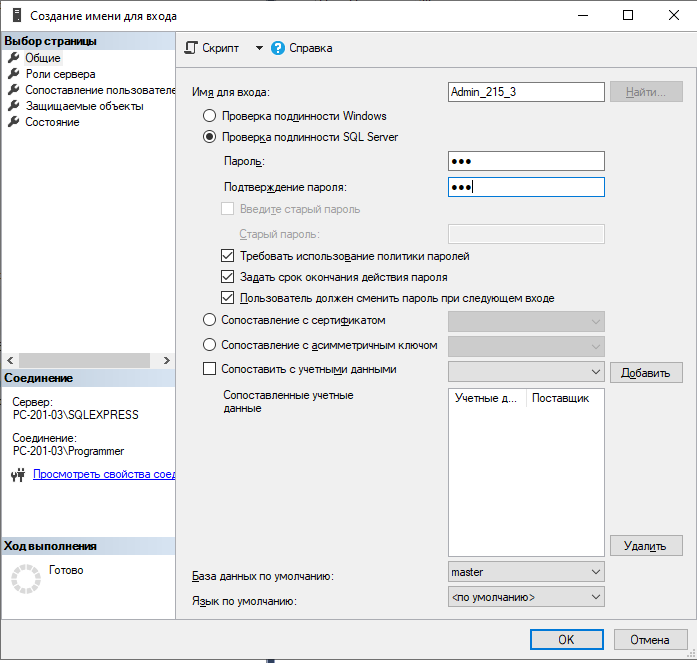 Создание имени для входа
Выбор страницы
Общие
Роли сервера
Сопоставление пользователе
Защищаемые объекты
Состояние
Скрипт
Справка
Имя для входа:
Admin_215_3
Найти...
Проверка подлинности Windows
Проверка подлинности SQL Server
Пароль:
●●●
Подтверждение пароля:
●●●
Введите старый пароль
Старый пароль:
Требовать использование политики паролей
Задать срок окончания действия пароля
Пользователь должен сменить пароль при следующем входе
Сопоставление с сертификатом
Сопоставление с асимметричным ключом
Сопоставить с учетными данными
Добавить
Сопоставленные учетные
данные
Учетные д...
Поставщик
Удалить
База данных по умолчанию:
master
Язык по умолчанию:
<по умолчанию>
Соединение
Сервер:
PC-201-03\SQLEXPRESS
Соединение:
PC-201-03\Programmer
Просмотреть свойства соед
Ход выполнения
Готово
OK
Отмена